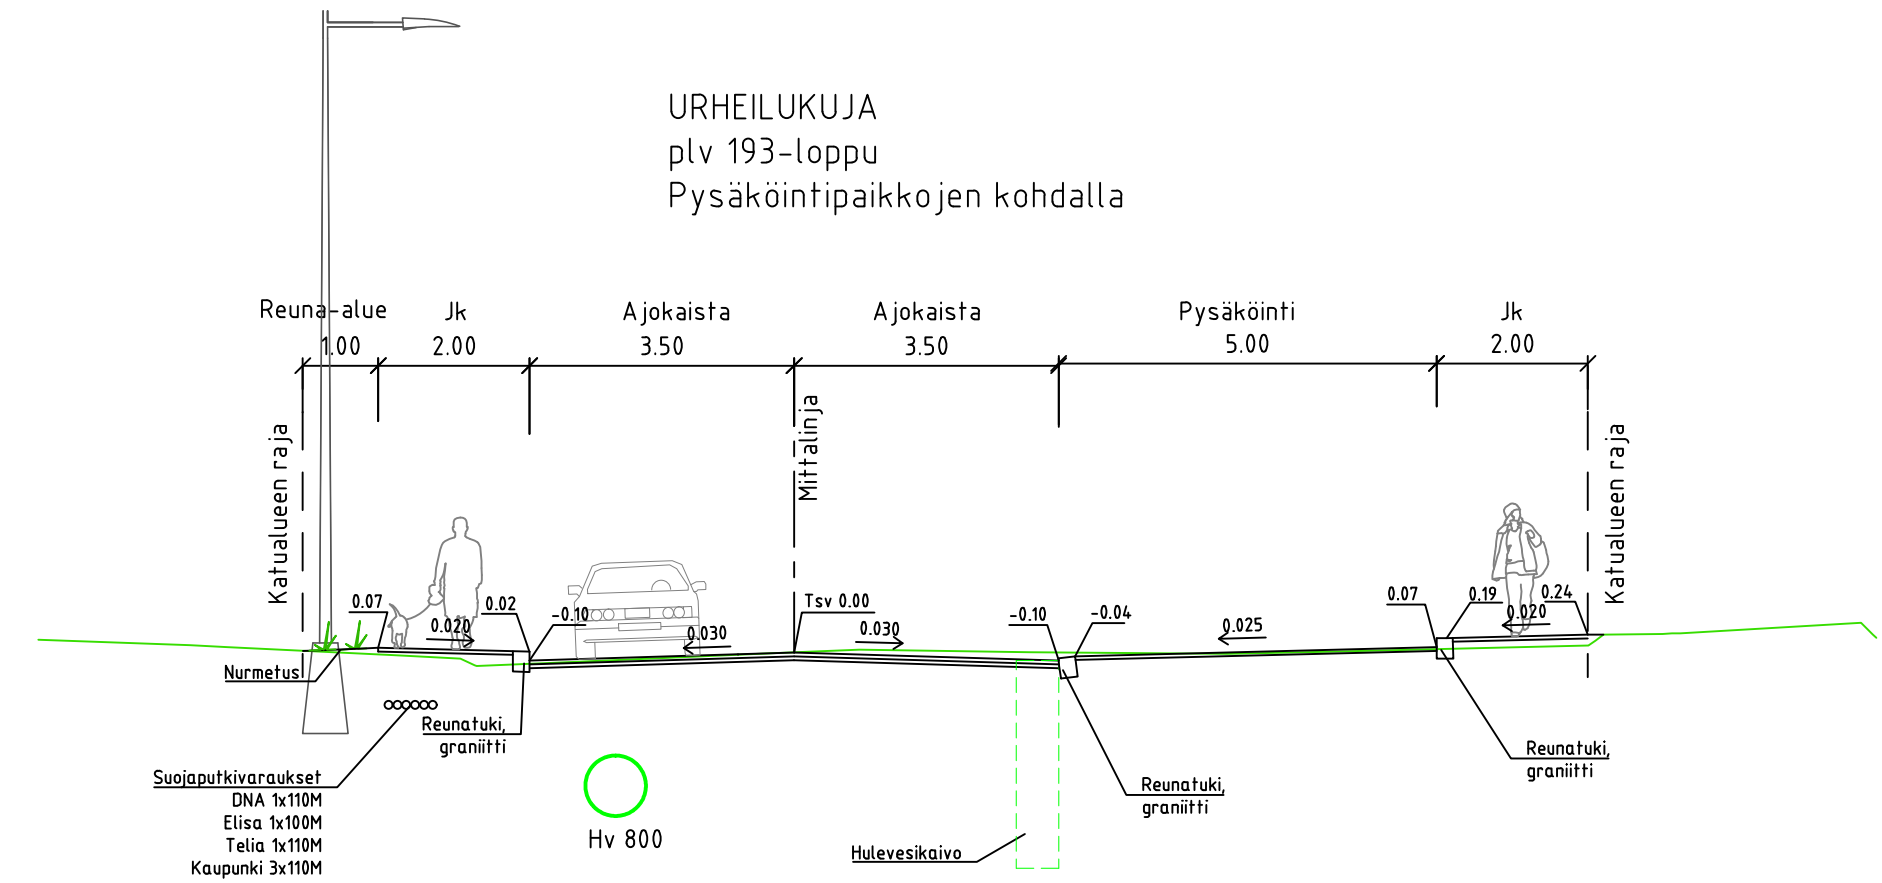 URHEILUKUJA
plv 193-loppu
Pysäköintipaikkojen kohdalla
Reuna-alue Jk Ajokaista Ajokaista Pysäköinti Jk
1.00 2.00 3.50 3.50 5.00 2.00
Katualueen raja
Mittalinja
Katualueen raja
0.07 0.02 -0.10 Tsv 0.00 -0.10 -0.04 0.07 0.19 0.24
0.020 0.030 0.030 0.025 0.020
Nurmetus
Reunatuki,
graniitti
Suojaputkivaraukset
DNA 1x110M
Elisa 1x100M
Telia 1x110M
Kaupunki 3x110M
Hv 800
Hulevesikaivo
Reunatuki,
graniitti
Reunatuki,
graniitti